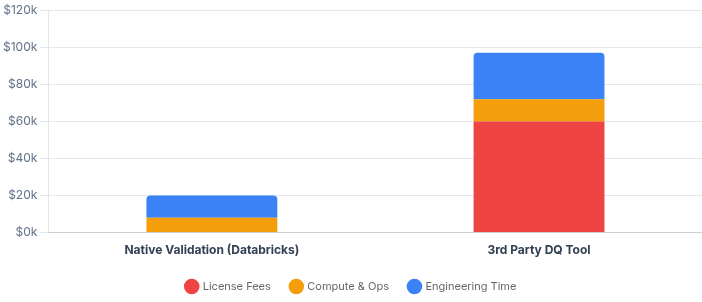 $120k
$100k
$80k
$60k
$40k
$20k
$0k
Native Validation (Databricks) 3rd Party DQ Tool
License Fees Compute & Ops Engineering Time